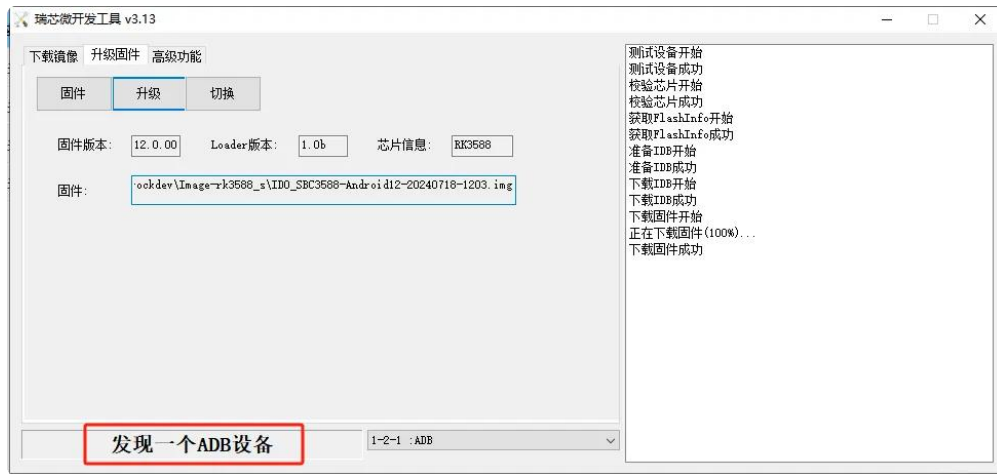 瑞芯微开发工具 v3.13
下载镜像 升级固件 高级功能
固件 升级 切换
固件版本: 12.0.00 Loader版本: 1.0b 芯片信息: RK3588
固件: ockdev\Image-rk3588_s\IDO_SBC3588-Android12-20240718-1203.img
发现一个ADB设备 1-2-1 :ADB
测试设备开始
测试设备成功
校验芯片开始
校验芯片成功
获取FlashInfo开始
获取FlashInfo成功
准备IDB开始
准备IDB成功
下载IDB开始
下载IDB成功
下载固件开始
正在下载固件(100%)...
下载固件成功